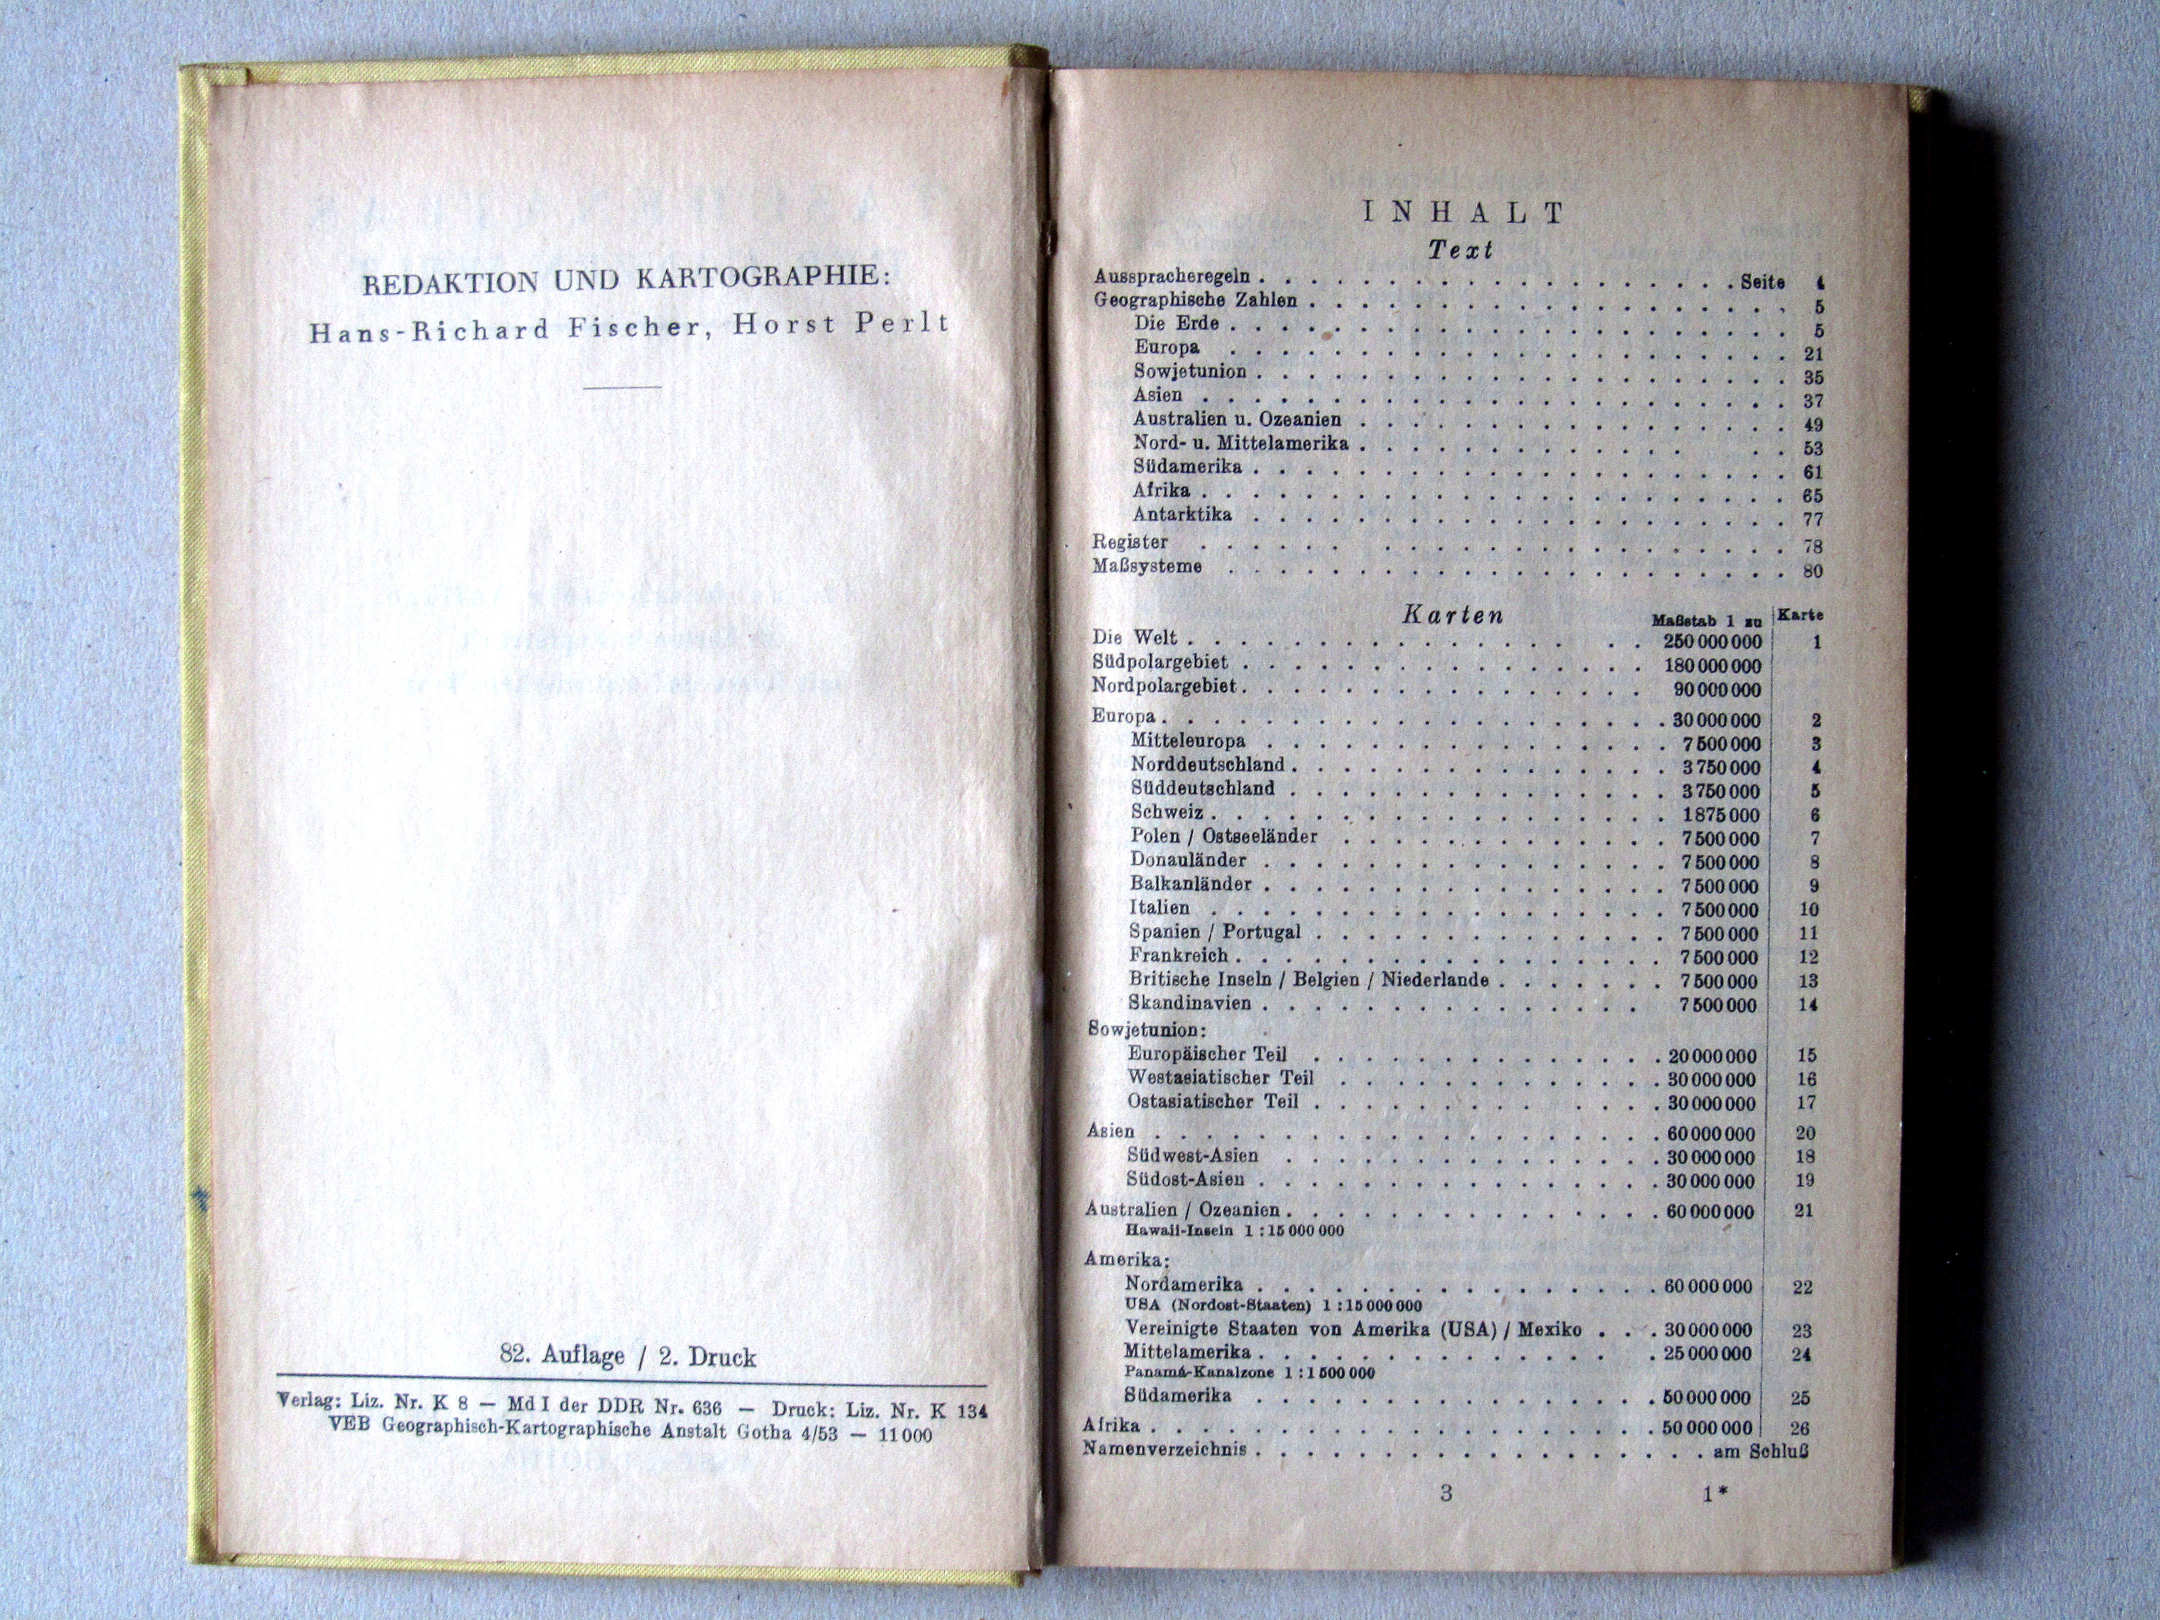 REDAKTION UND KARTOGRAPHIE:
Hans-Richard Fischer, Horst Perlt
82. Auflage / 2. Druck
Verlag: Liz. Nr. K 8 — MdI der DDR Nr. 636 — Druck: Liz. Nr. K 134
VEB Geographisch-Kartographische Anstalt Gotha 4/53 — 11 000
INHALT
Text
Ausspracheregeln . . . . . . . . . . Seite 4
Geographische Zahlen . . . . . . . . . . 5
Die Erde . . . . . . . . . . 5
Europa . . . . . . . . . . 21
Sowjetunion . . . . . . . . . . 35
Asien . . . . . . . . . . 37
Australien u. Ozeanien . . . . . . . . . . 49
Nord- u. Mittelamerika . . . . . . . . . . 53
Südamerika . . . . . . . . . . 61
Afrika . . . . . . . . . . 65
Antarktika . . . . . . . . . . 77
Register . . . . . . . . . . 78
Maßsysteme . . . . . . . . . . 80
Karten Maßstab 1 zu Karte
Die Welt . . . . . . . . . . 250 000 000 1
Südpolargebiet . . . . . . . . . . 180 000 000
Nordpolargebiet . . . . . . . . . . 90 000 000
Europa . . . . . . . . . . 30 000 000 2
Mitteleuropa . . . . . . . . . . 7 500 000 3
Norddeutschland . . . . . . . . . . 3 750 000 4
Süddeutschland . . . . . . . . . . 3 750 000 5
Schweiz . . . . . . . . . . 1 875 000 6
Polen / Ostseeländer . . . . . . . . . . 7 500 000 7
Donauländer . . . . . . . . . . 7 500 000 8
Balkanländer . . . . . . . . . . 7 500 000 9
Italien . . . . . . . . . . 7 500 000 10
Spanien / Portugal . . . . . . . . . . 7 500 000 11
Frankreich . . . . . . . . . . 7 500 000 12
Britische Inseln / Belgien / Niederlande . . . . . . . 7 500 000 13
Skandinavien . . . . . . . . . . 7 500 000 14
Sowjetunion:
Europäischer Teil . . . . . . . . . . 20 000 000 15
Westasiatischer Teil . . . . . . . . . . 30 000 000 16
Ostasiatischer Teil . . . . . . . . . . 30 000 000 17
Asien . . . . . . . . . . 60 000 000 20
Südwest-Asien . . . . . . . . . . 30 000 000 18
Südost-Asien . . . . . . . . . . 30 000 000 19
Australien / Ozeanien . . . . . . . . . . 60 000 000 21
Hawaii-Inseln 1 : 15 000 000
Amerika:
Nordamerika . . . . . . . . . . 60 000 000 22
USA (Nordost-Staaten) 1 : 15 000 000
Vereinigte Staaten von Amerika (USA) / Mexiko . . . 30 000 000 23
Mittelamerika . . . . . . . . . . 25 000 000 24
Panamá-Kanalzone 1 : 1 500 000
Südamerika . . . . . . . . . . 50 000 000 25
Afrika . . . . . . . . . . 50 000 000 26
Namenverzeichnis . . . . . . . . . . am Schluß
3 1*